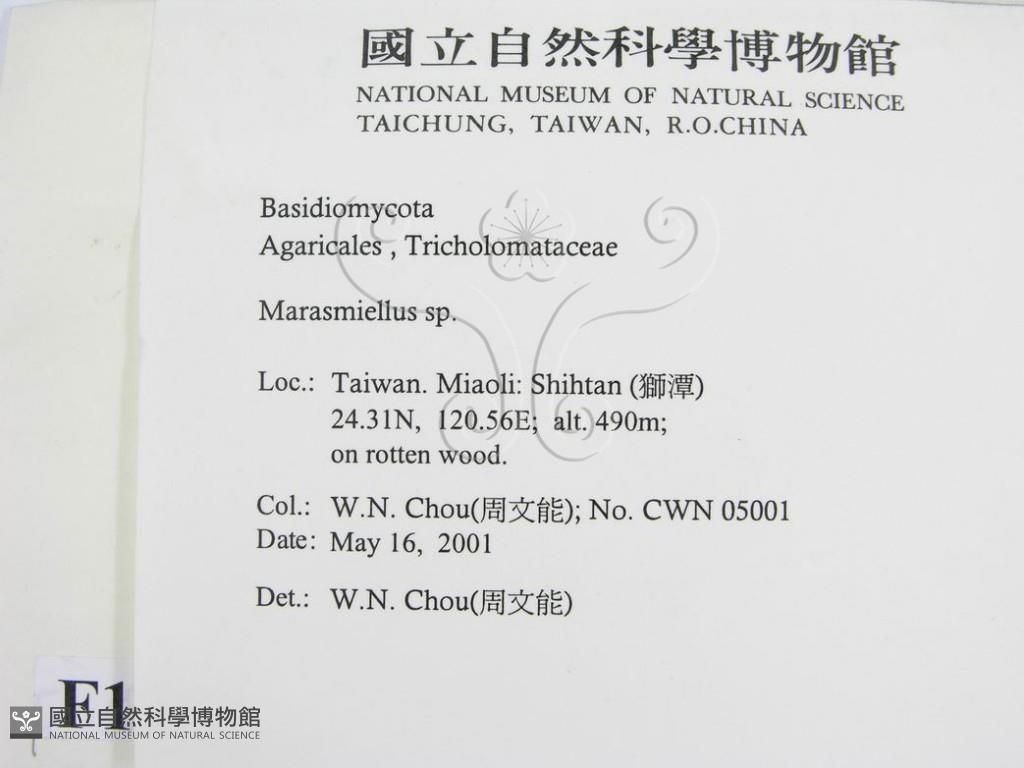 國立自然科學博物館
NATIONAL MUSEUM OF NATURAL SCIENCE
TAICHUNG, TAIWAN, R.O.CHINA
Basidiomycota
Agaricales , Tricholomataceae
Marasmiellus sp.
Loc.: Taiwan. Miaoli: Shihtan (獅潭)
24.31N, 120.56E; alt. 490m;
on rotten wood.
Col.: W.N. Chou(周文能); No. CWN 05001
Date: May 16, 2001
Det.: W.N. Chou(周文能)
F1
國立自然科學博物館
NATIONAL MUSEUM OF NATURAL SCIENCE